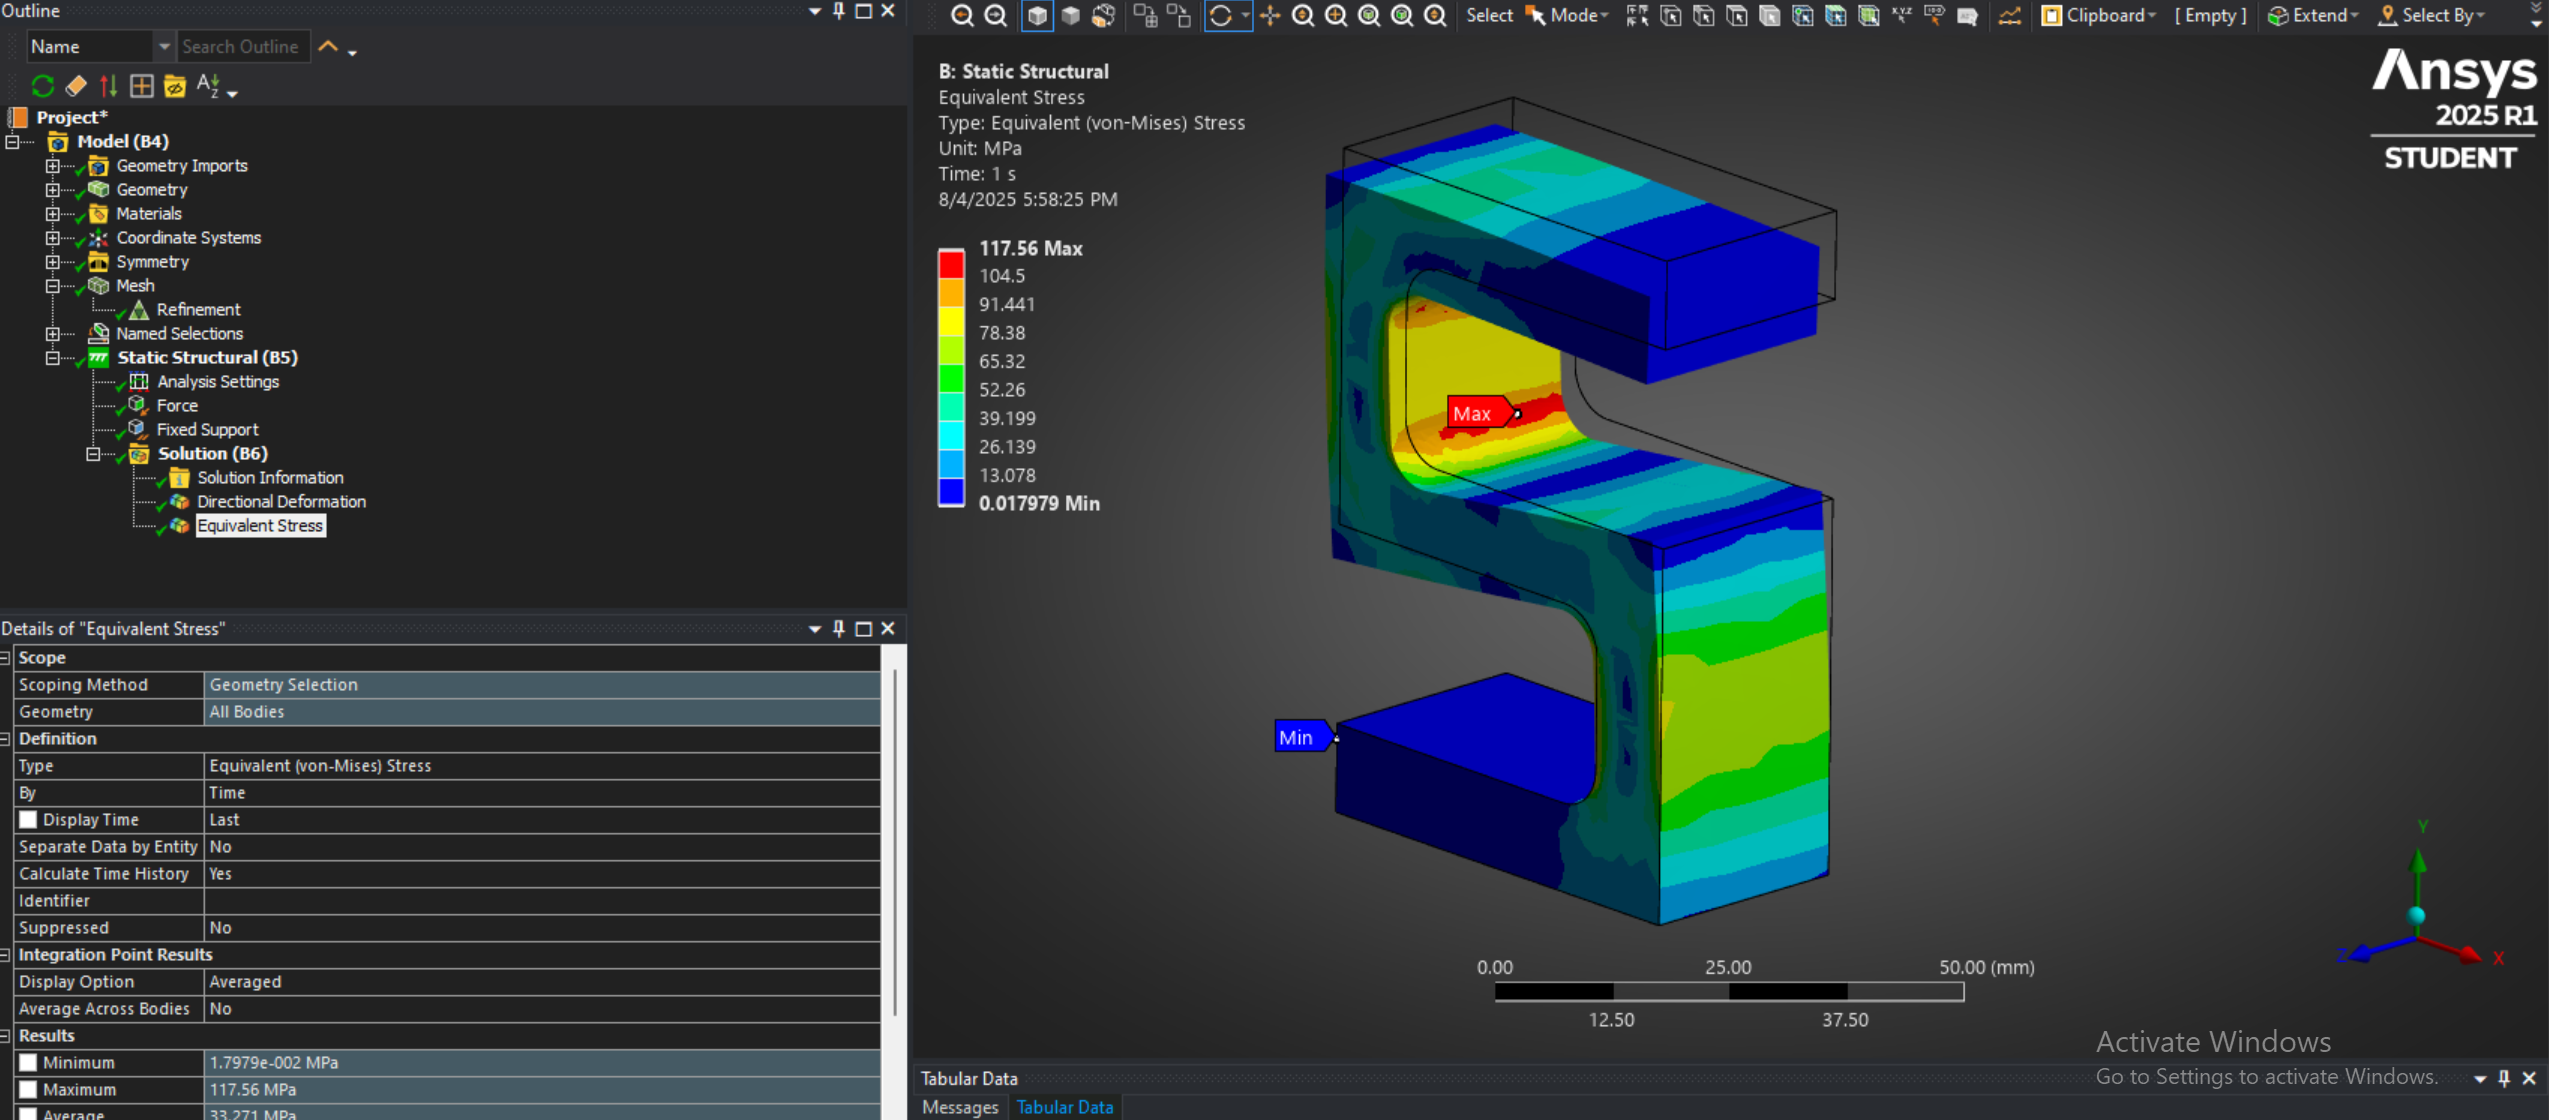 Outline
Name
Search Outline
Project*
Model (B4)
Geometry Imports
Geometry
Materials
Coordinate Systems
Symmetry
Mesh
Refinement
Named Selections
Static Structural (B5)
Analysis Settings
Force
Fixed Support
Solution (B6)
Solution Information
Directional Deformation
Equivalent Stress
Details of "Equivalent Stress"
Scope
Scoping Method Geometry Selection
Geometry All Bodies
Definition
Type Equivalent (von-Mises) Stress
By Time
Display Time Last
Separate Data by Entity No
Calculate Time History Yes
Identifier
Suppressed No
Integration Point Results
Display Option Averaged
Average Across Bodies No
Results
Minimum 1.7979e-002 MPa
Maximum 117.56 MPa
Average 33.271 MPa
Select Mode Clipboard [ Empty ] Extend Select By
B: Static Structural
Equivalent Stress
Type: Equivalent (von-Mises) Stress
Unit: MPa
Time: 1 s
8/4/2025 5:58:25 PM
117.56 Max
104.5
91.441
78.38
65.32
52.26
39.199
26.139
13.078
0.017979 Min
Max
Min
Ansys
2025 R1
STUDENT
Y
Z
X
0.00 25.00 50.00 (mm)
12.50 37.50
Activate Windows
Go to Settings to activate Windows.
Tabular Data
Messages Tabular Data